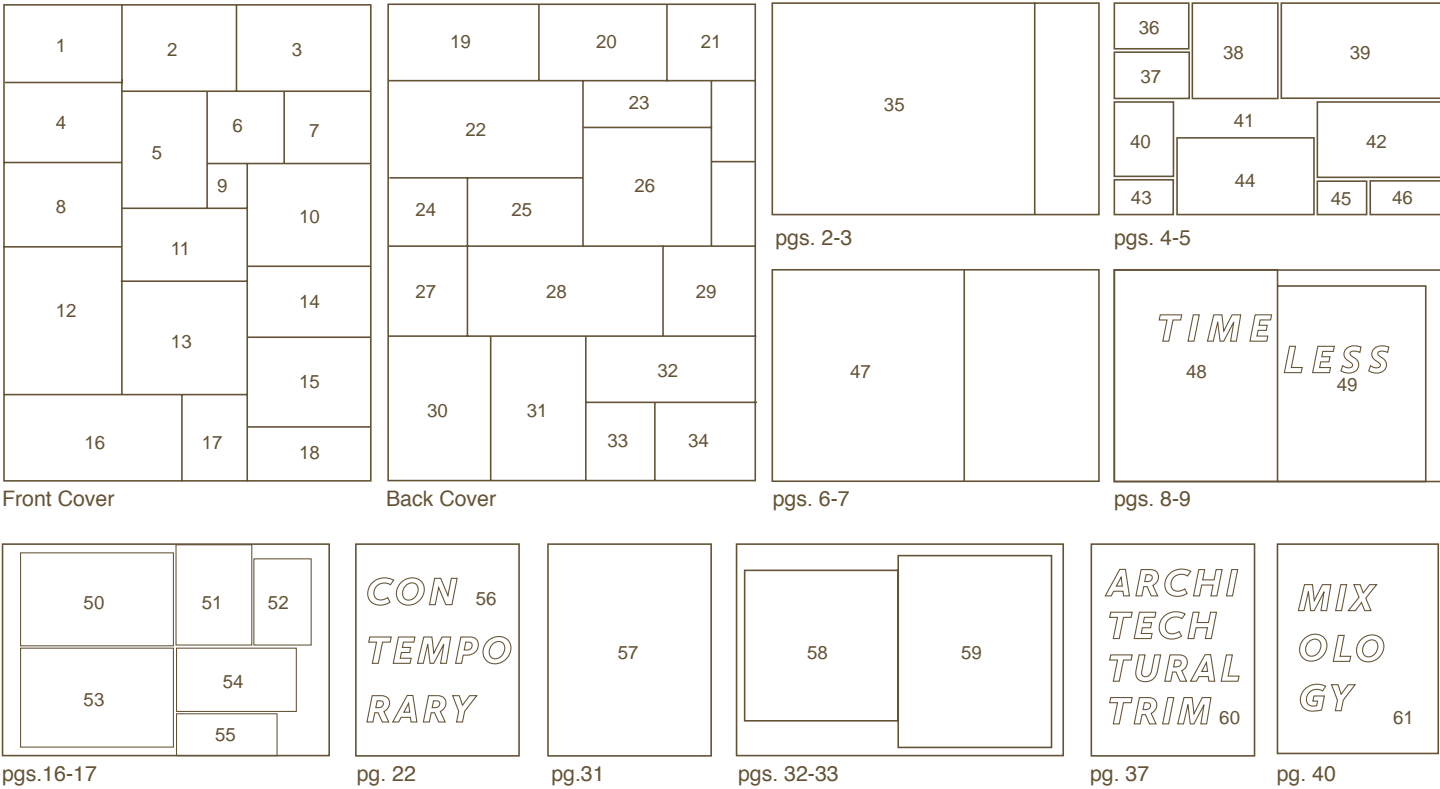 1
2
3
4
5
6
7
8
9
10
11
12
13
14
15
16
17
18
Front Cover
19
20
21
22
23
24
25
26
27
28
29
30
31
32
33
34
Back Cover
35
pgs. 2-3
36
37
38
39
40
41
42
43
44
45
46
pgs. 4-5
47
pgs. 6-7
TIME
LESS
48
49
pgs. 8-9
50
51
52
53
54
55
pgs.16-17
CON 56
TEMPO
RARY
pg. 22
57
pg.31
58
59
pgs. 32-33
ARCHI
TECH
TURAL
TRIM 60
pg. 37
MIX
OLO
GY
61
pg. 40